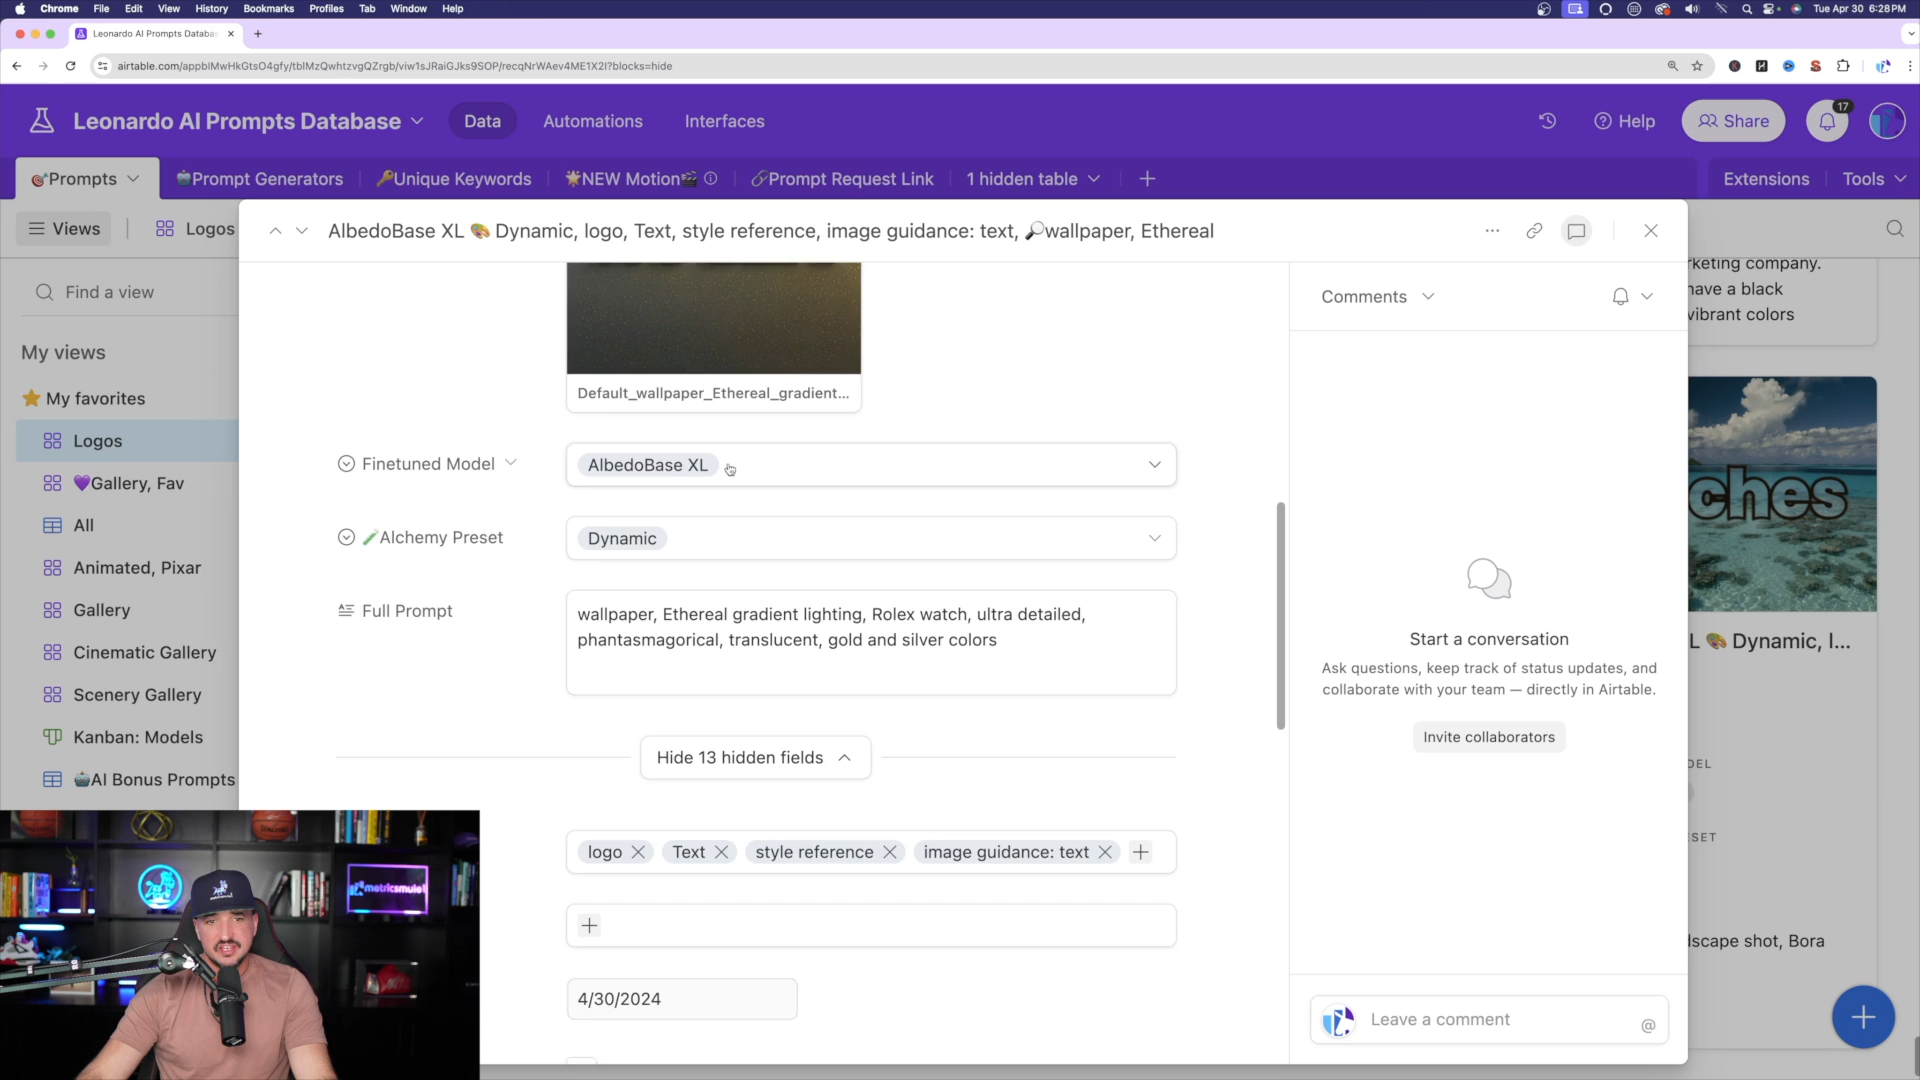 Chrome File Edit View History Bookmarks Profiles Tab Window Help
Tue Apr 30 6:28 PM
Leonardo AI Prompts Databa
airtable.com/appblMwHkGtsO4gfy/tblMzQwhtzvgQZrgb/viw1sJRaiGJks9SOP/recqNrWAev4ME1X2I?blocks=hide
Leonardo AI Prompts Database
Data
Automations
Interfaces
Help
Share
17
Prompts
Prompt Generators
Unique Keywords
NEW Motion
Prompt Request Link
1 hidden table
Extensions
Tools
Views
Logos
AlbedoBase XL 🎨 Dynamic, logo, Text, style reference, image guidance: text, 🔎wallpaper, Ethereal
Find a view
My views
My favorites
Logos
Gallery, Fav
All
Animated, Pixar
Gallery
Cinematic Gallery
Scenery Gallery
Kanban: Models
AI Bonus Prompts
Default_wallpaper_Ethereal_gradient...
Finetuned Model
AlbedoBase XL
Alchemy Preset
Dynamic
Full Prompt
wallpaper, Ethereal gradient lighting, Rolex watch, ultra detailed,
phantasmagorical, translucent, gold and silver colors
Hide 13 hidden fields
logo
Text
style reference
image guidance: text
4/30/2024
Comments
Start a conversation
Ask questions, keep track of status updates, and
collaborate with your team — directly in Airtable.
Invite collaborators
Leave a comment
@
rketing company.
have a black
vibrant colors
ches
L 🎨 Dynamic, l...
DEL
SET
lscape shot, Bora
metricsmule